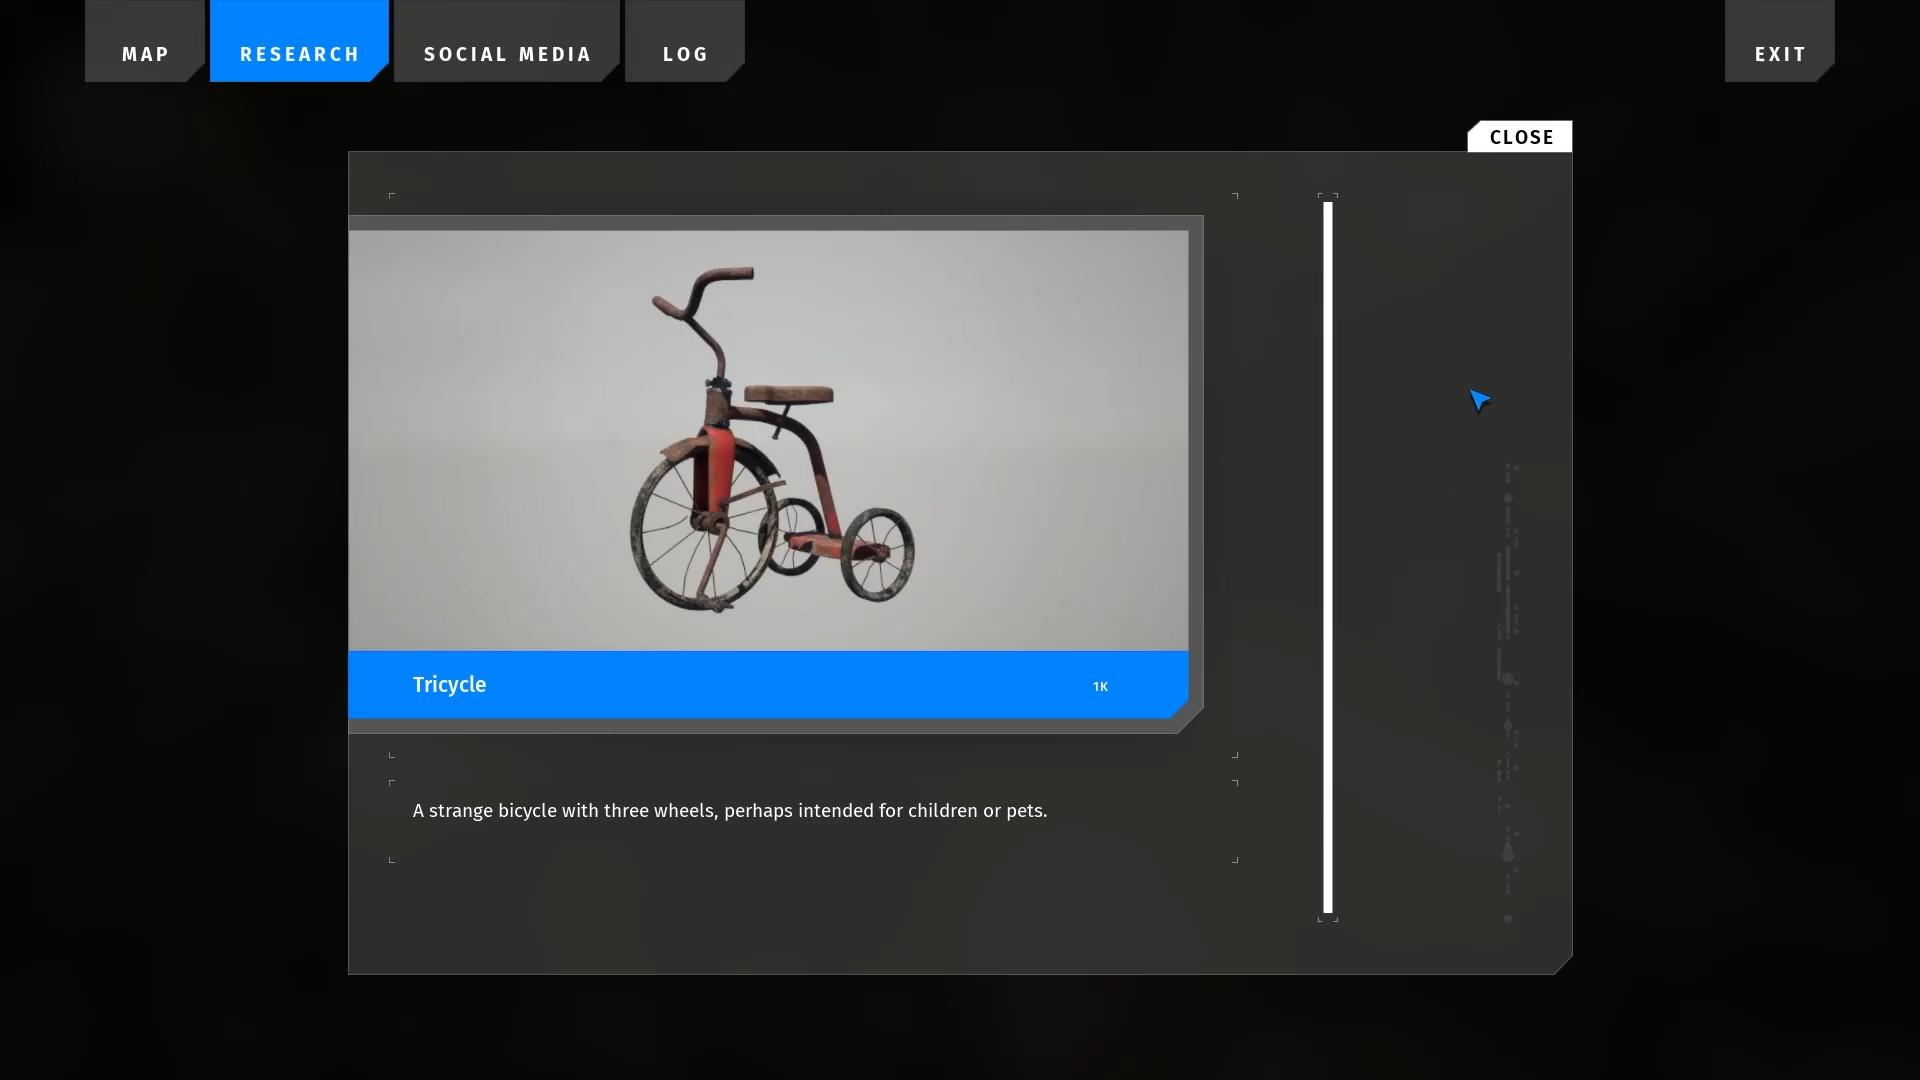 MAP
RESEARCH
SOCIAL MEDIA
LOG
EXIT
CLOSE
Tricycle
1K
A strange bicycle with three wheels, perhaps intended for children or pets.